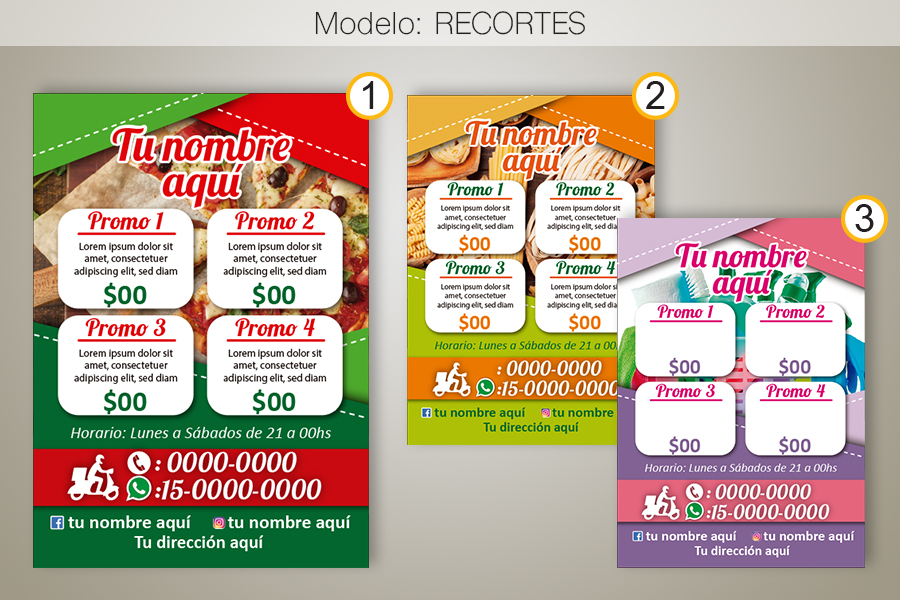 Modelo: RECORTES
1
Tu nombre
aquí
Promo 1
Lorem ipsum dolor sit
amet, consectetuer
adipiscing elit, sed diam
$00
Promo 2
Lorem ipsum dolor sit
amet, consectetuer
adipiscing elit, sed diam
$00
Promo 3
Lorem ipsum dolor sit
amet, consectetuer
adipiscing elit, sed diam
$00
Promo 4
Lorem ipsum dolor sit
amet, consectetuer
adipiscing elit, sed diam
$00
Horario: Lunes a Sábados de 21 a 00hs
: 0000-0000
:15-0000-0000
tu nombre aquí tu nombre aquí
Tu dirección aquí
2
Tu nombre
aquí
Promo 1
Lorem ipsum dolor sit
amet, consectetuer
adipiscing elit, sed diam
$00
Promo 2
Lorem ipsum dolor sit
amet, consectetuer
adipiscing elit, sed
$00
Promo 3
Lorem ipsum dolor sit
amet, consectetuer
adipiscing elit, sed diam
$00
Promo 4
Lorem ipsum dolor
amet, consectetuer
adipiscing elit, sed
$00
Horario: Lunes a Sábados de 21 a 00
: 0000-0000
:15-0000-0000
tu nombre aquí tu nombre
Tu dirección aquí
3
Tu nombre
aquí
Promo 1
$00
Promo 2
$00
Promo 3
$00
Promo 4
$00
Horario: Lunes a Sábados de 21 a 00hs
: 0000-0000
:15-0000-0000
tu nombre aquí tu nombre aquí
Tu dirección aquí